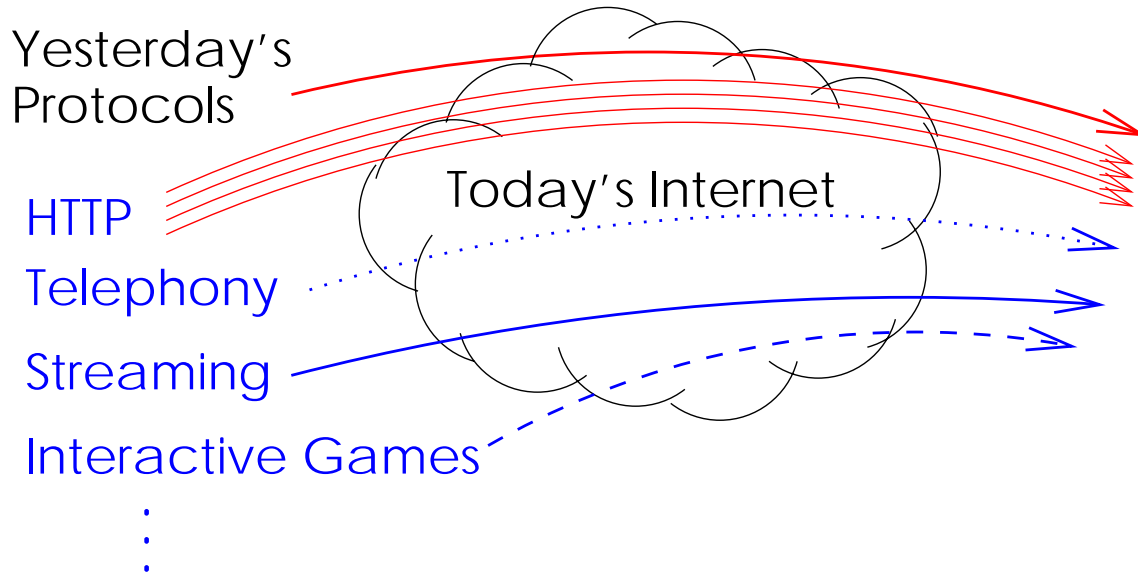 Yesterday's
Protocols
Today's Internet
HTTP
Telephony
Streaming
Interactive Games